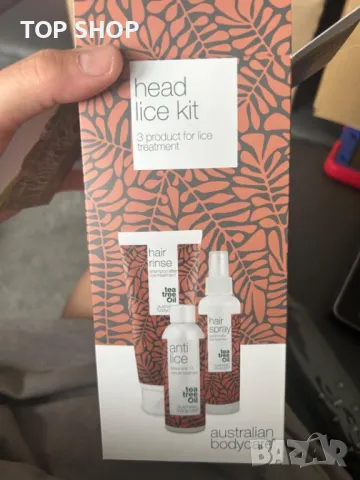 TOP SHOP
head
lice kit
3 product for lice
treatment
hair
rinse
tea
tree
oil
hair
spray
tea
tree
oil
anti
lice
tea
tree
oil
australian
bodycare
bazar